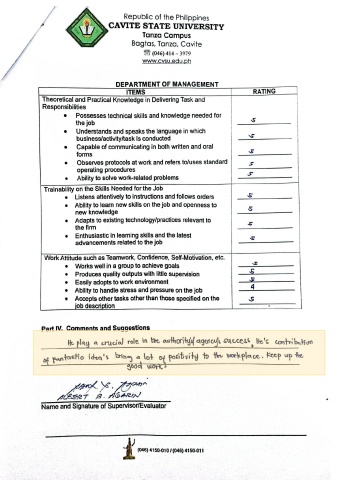 Republic of the Philippines
CAVITE STATE UNIVERSITY
Tanza Campus
Bagtas, Tanza, Cavite
☎ (046) 414 - 3979
www.cvsu.edu.ph
DEPARTMENT OF MANAGEMENT
ITEMS RATING
Theoretical and Practical Knowledge in Delivering Task and
Responsibilities
• Possesses technical skills and knowledge needed for
the job 5
• Understands and speaks the language in which
business/activity/task is conducted 5
• Capable of communicating in both written and oral
forms 5
• Observes protocols at work and refers to/uses standard
operating procedures 5
• Ability to solve work-related problems 5
Trainability on the Skills Needed for the Job
• Listens attentively to instructions and follows orders 5
• Ability to learn new skills on the job and openness to
new knowledge 5
• Adapts to existing technology/practices relevant to
the firm 5
• Enthusiastic in learning skills and the latest
advancements related to the job 5
Work Attitude such as Teamwork, Confidence, Self-Motivation, etc.
• Works well in a group to achieve goals 5
• Produces quality outputs with little supervision 5
• Easily adopts to work environment 5
• Ability to handle stress and pressure on the job 4
• Accepts other tasks other than those specified on the
job description 5
Part IV. Comments and Suggestions
He play a crucial role in the authority/agency's success, He's contribution
of fantastic idea's bring a lot of positivity to the workplace. Keep up the
good work!
ALBERT A. AGARIN
Name and Signature of Supervisor/Evaluator
(046) 4150-010 / (046) 4150-011